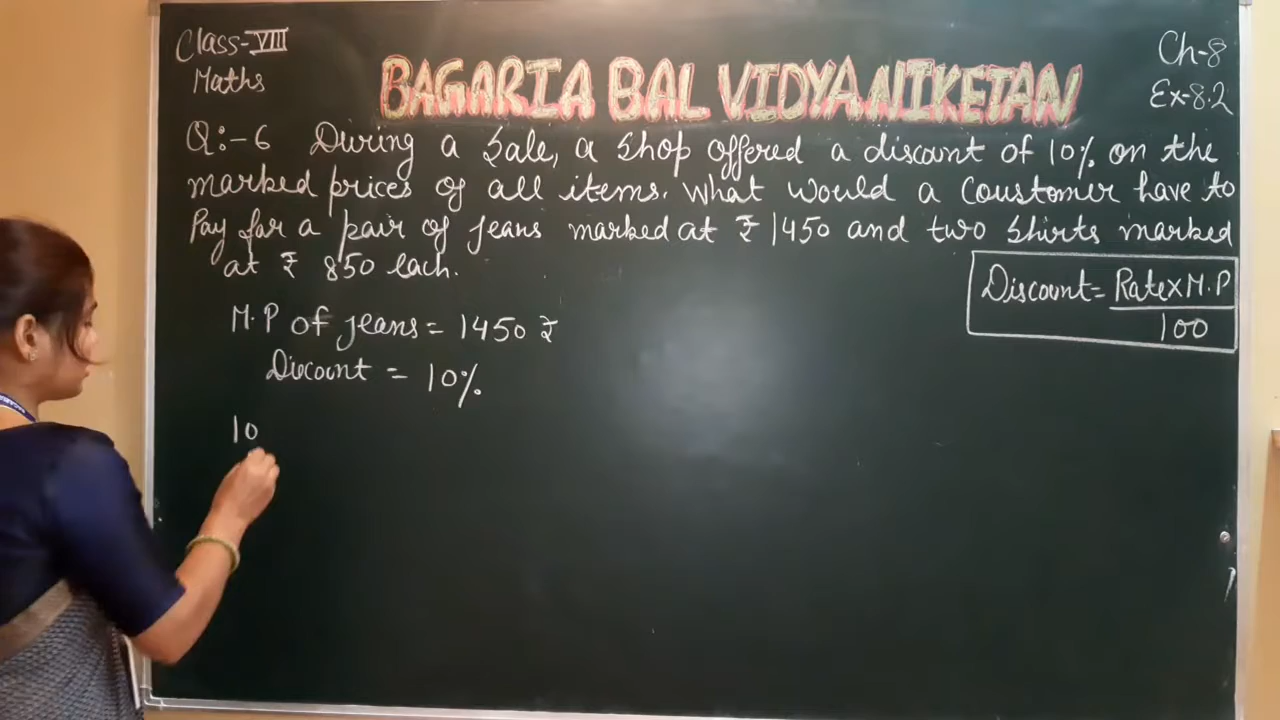 Class-VIII
Maths
BAGARIA BAL VIDYA NIKETAN
Ch-8
Ex-8.2
Q:-6 During a Sale, a Shop offered a discount of 10% on the
marked prices of all items. What would a Coustomer have to
Pay for a pair of jeans marked at ₹ 1450 and two Shirts marked
at ₹ 850 each.
Discount = Rate x M.P
100
M.P of jeans = 1450 ₹
Discount = 10%
10